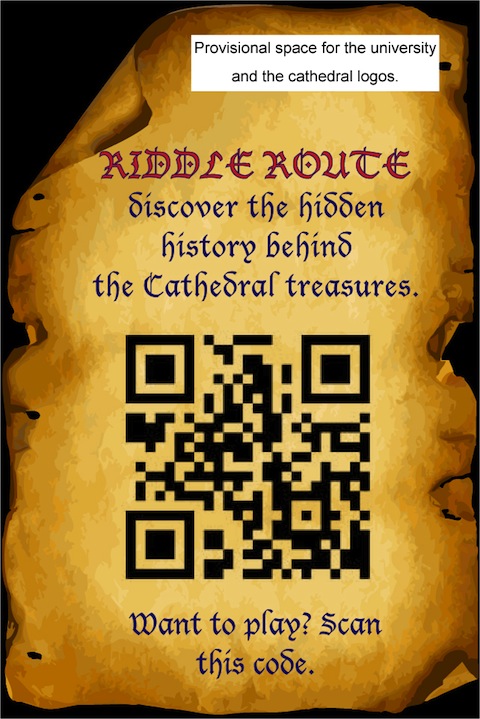 Provisional space for the university
and the cathedral logos.
RIDDLE ROUTE
discover the hidden
history behind
the Cathedral treasures.
Want to play? Scan
this code.